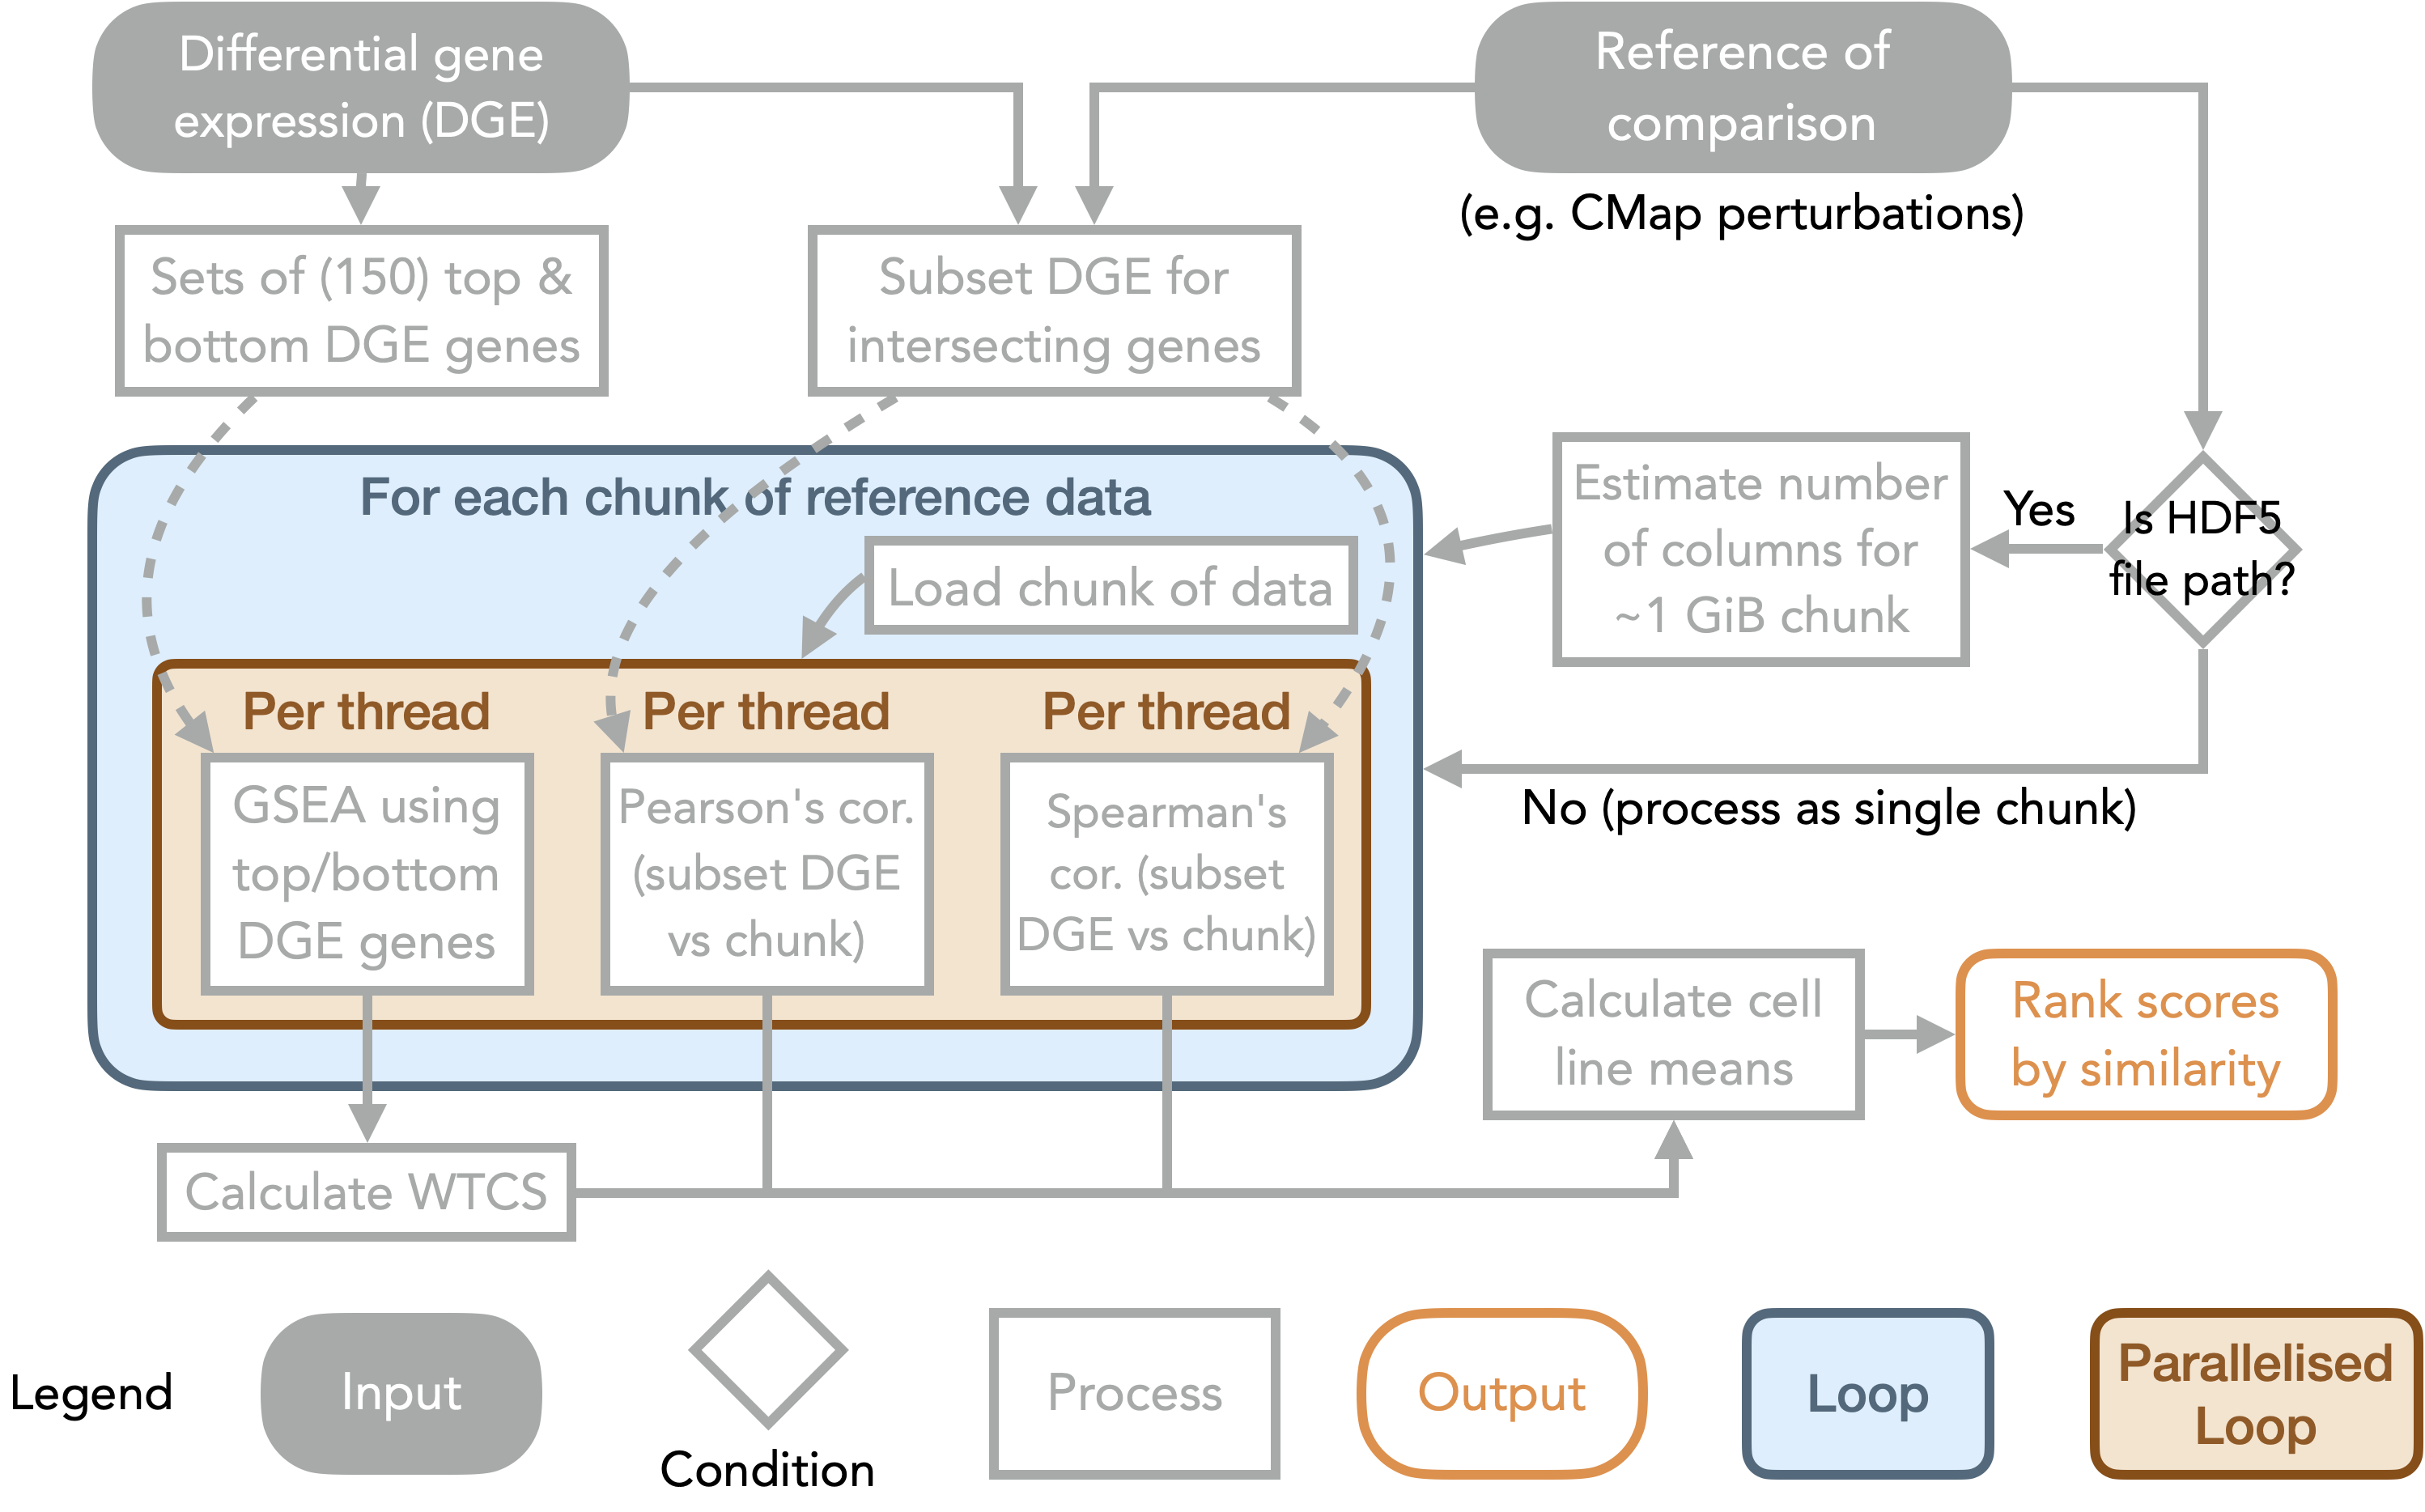 Differential gene
expression (DGE)
Reference of
comparison
(e.g. CMap perturbations)
Sets of (150) top &
bottom DGE genes
Subset DGE for
intersecting genes
For each chunk of reference data
Load chunk of data
Estimate number
of columns for
~1 GiB chunk
Yes
Is HDF5
file path?
No (process as single chunk)
Per thread
GSEA using
top/bottom
DGE genes
Per thread
Pearson's cor.
(subset DGE
vs chunk)
Per thread
Spearman's
cor. (subset
DGE vs chunk)
Calculate WTCS
Calculate cell
line means
Rank scores
by similarity
Legend
Input
Condition
Process
Output
Loop
Parallelised
Loop